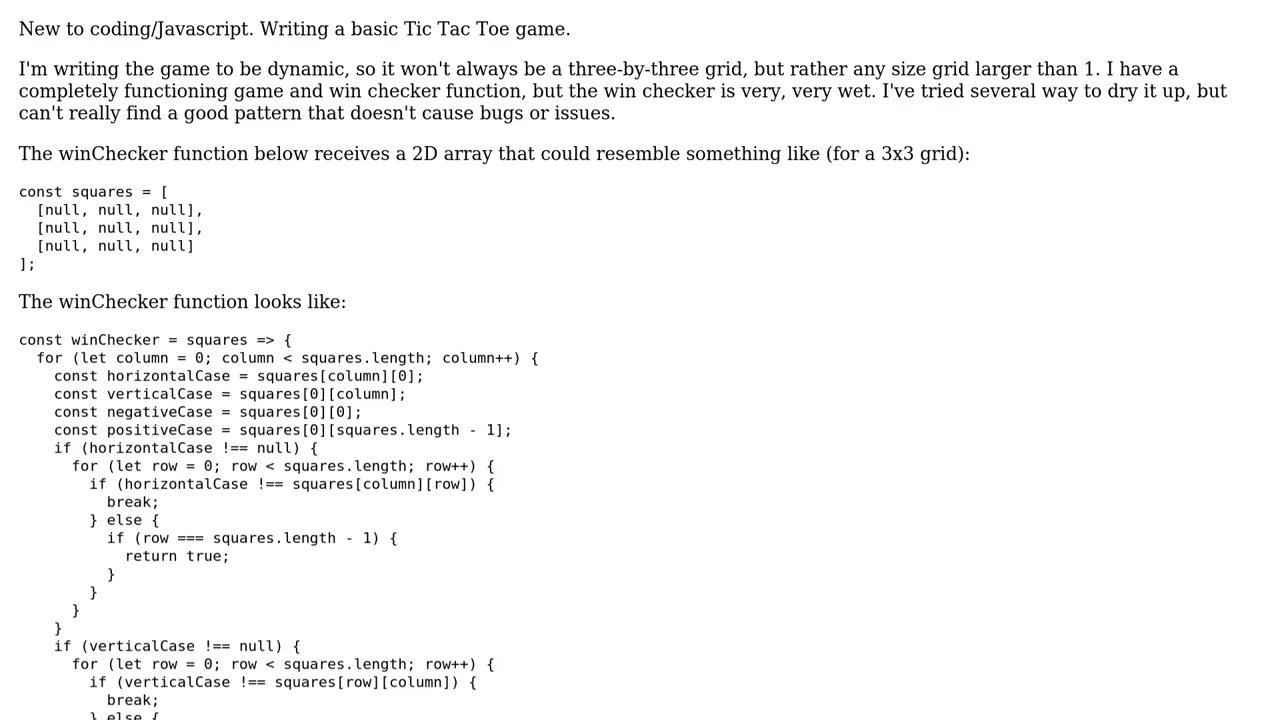 New to coding/Javascript. Writing a basic Tic Tac Toe game.
I'm writing the game to be dynamic, so it won't always be a three-by-three grid, but rather any size grid larger than 1. I have a
completely functioning game and win checker function, but the win checker is very, very wet. I've tried several way to dry it up, but
can't really find a good pattern that doesn't cause bugs or issues.
The winChecker function below receives a 2D array that could resemble something like (for a 3x3 grid):
const squares = [
  [null, null, null],
  [null, null, null],
  [null, null, null]
];
The winChecker function looks like:
const winChecker = squares => {
  for (let column = 0; column < squares.length; column++) {
    const horizontalCase = squares[column][0];
    const verticalCase = squares[0][column];
    const negativeCase = squares[0][0];
    const positiveCase = squares[0][squares.length - 1];
    if (horizontalCase !== null) {
      for (let row = 0; row < squares.length; row++) {
        if (horizontalCase !== squares[column][row]) {
          break;
        } else {
          if (row === squares.length - 1) {
            return true;
          }
        }
      }
    }
    if (verticalCase !== null) {
      for (let row = 0; row < squares.length; row++) {
        if (verticalCase !== squares[row][column]) {
          break;
        } else {